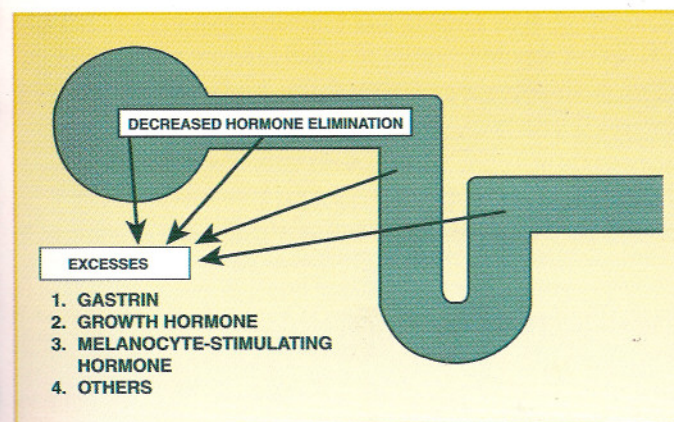 DECREASED HORMONE ELIMINATION
EXCESSES
1. GASTRIN
2. GROWTH HORMONE
3. MELANOCYTE-STIMULATING
HORMONE
4. OTHERS